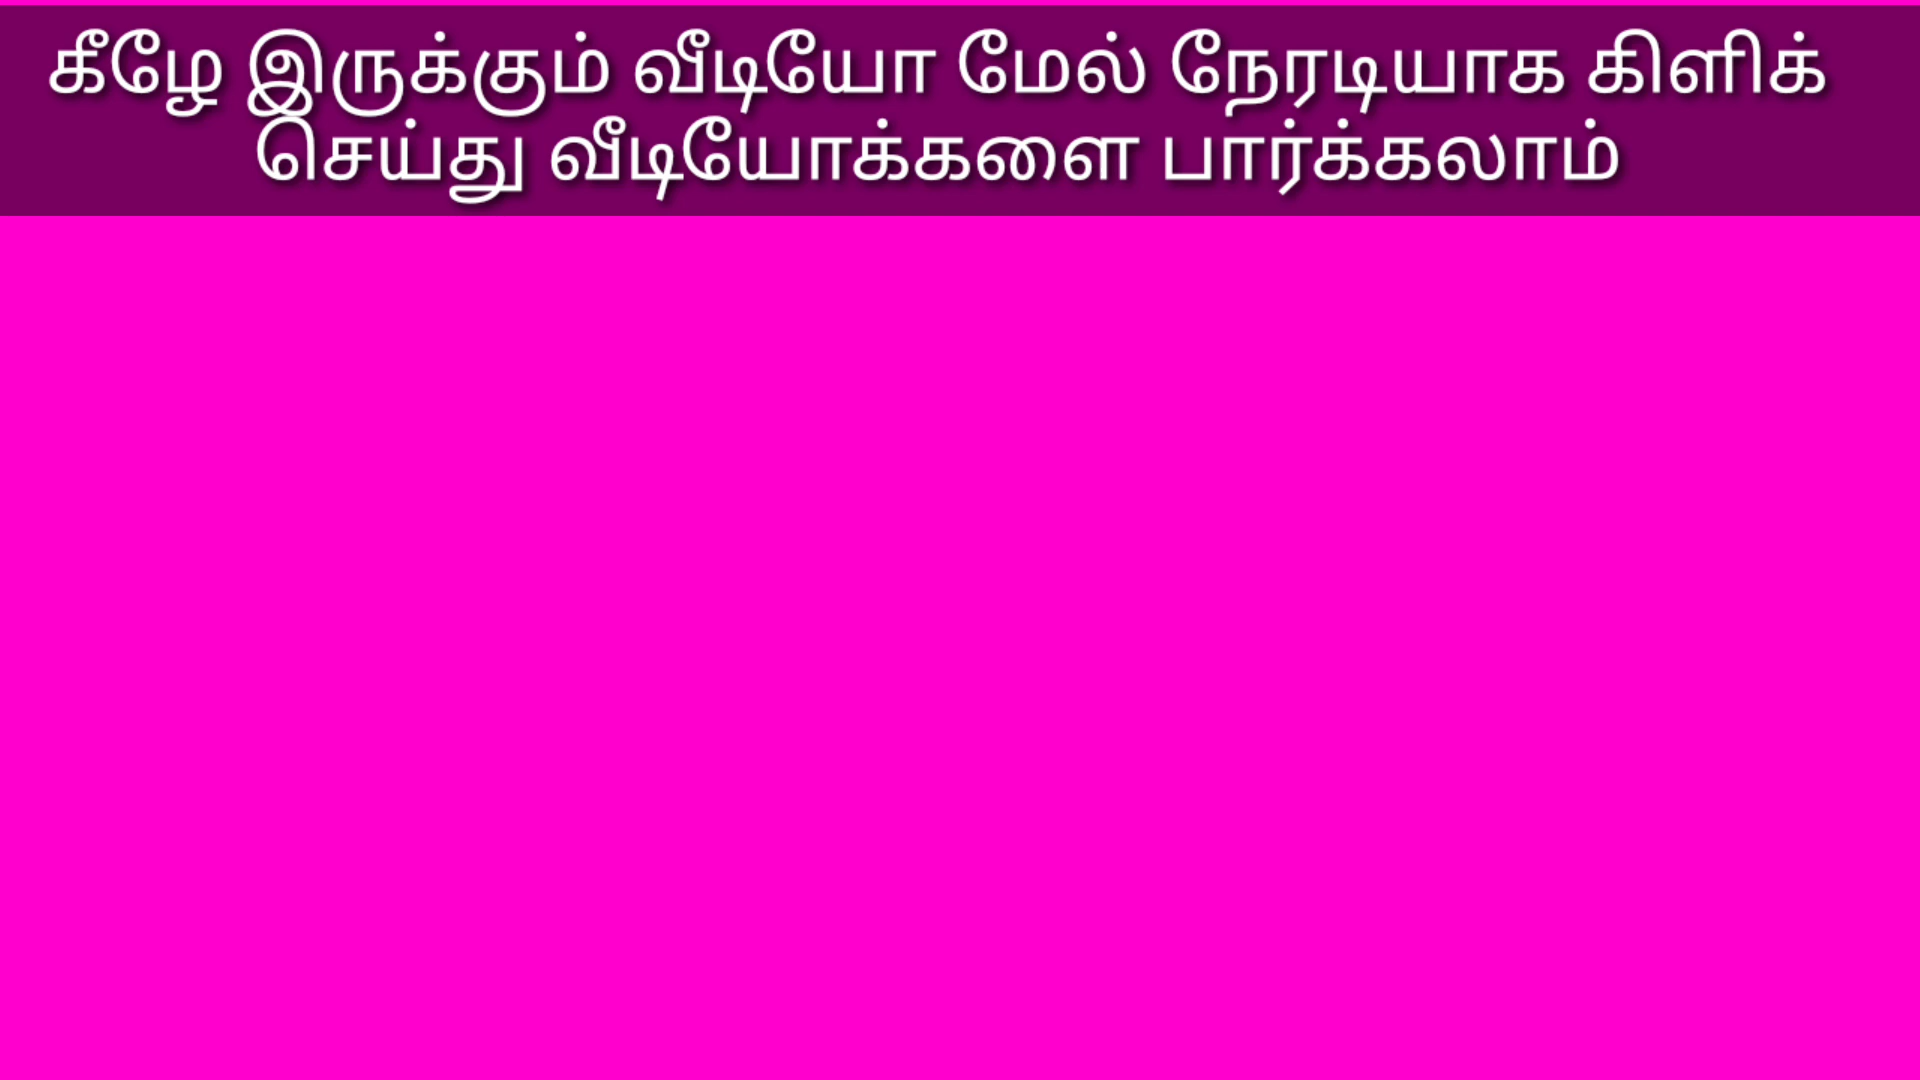 கீழே இருக்கும் வீடியோ மேல் நேரடியாக கிளிக்
செய்து வீடியோக்களை பார்க்கலாம்